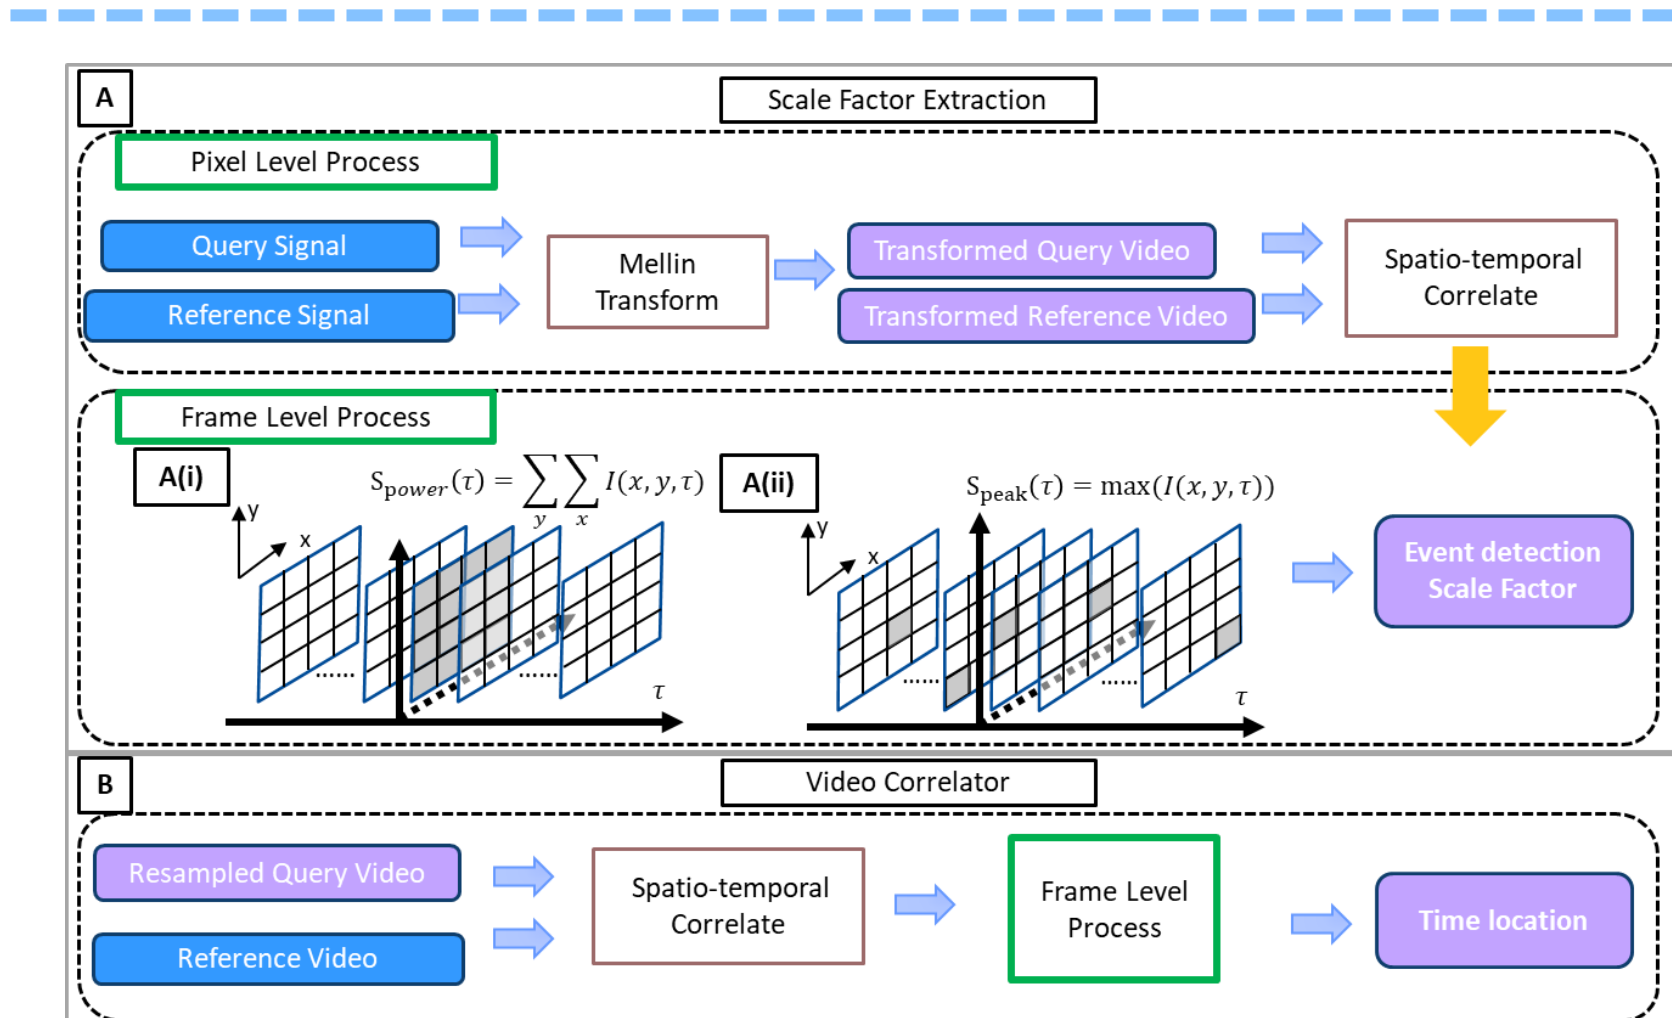 A
Scale Factor Extraction
Pixel Level Process
Query Signal
Reference Signal
Mellin
Transform
Transformed Query Video
Transformed Reference Video
Spatio-temporal
Correlate
Frame Level Process
A(i)
S_power(τ) = ∑_y ∑_x I(x, y, τ)
y
x
......
......
τ
A(ii)
S_peak(τ) = max(I(x, y, τ))
y
x
......
......
τ
Event detection
Scale Factor
B
Video Correlator
Resampled Query Video
Reference Video
Spatio-temporal
Correlate
Frame Level
Process
Time location